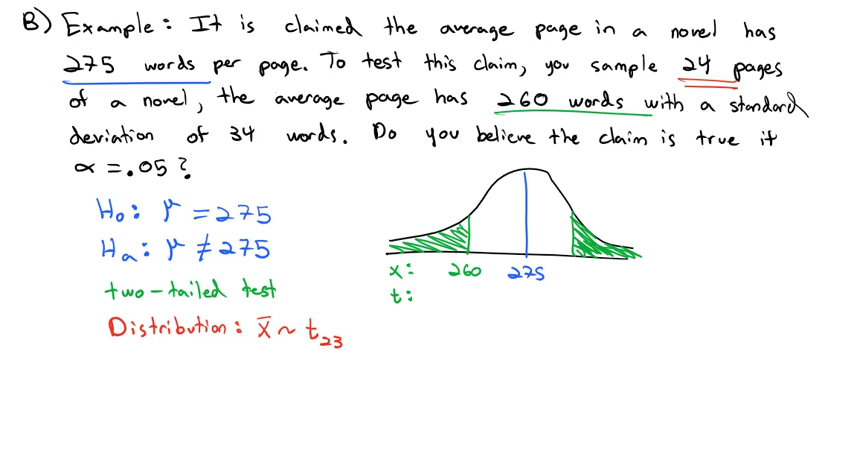 B) Example: It is claimed the average page in a novel has
275 words per page. To test this claim, you sample 24 pages
of a novel, the average page has 260 words with a standard
deviation of 34 words. Do you believe the claim is true if
α = .05?
H₀: μ = 275
Hₐ: μ ≠ 275
two-tailed test
Distribution: x̄ ~ t₂₃
x: 260 275
t: